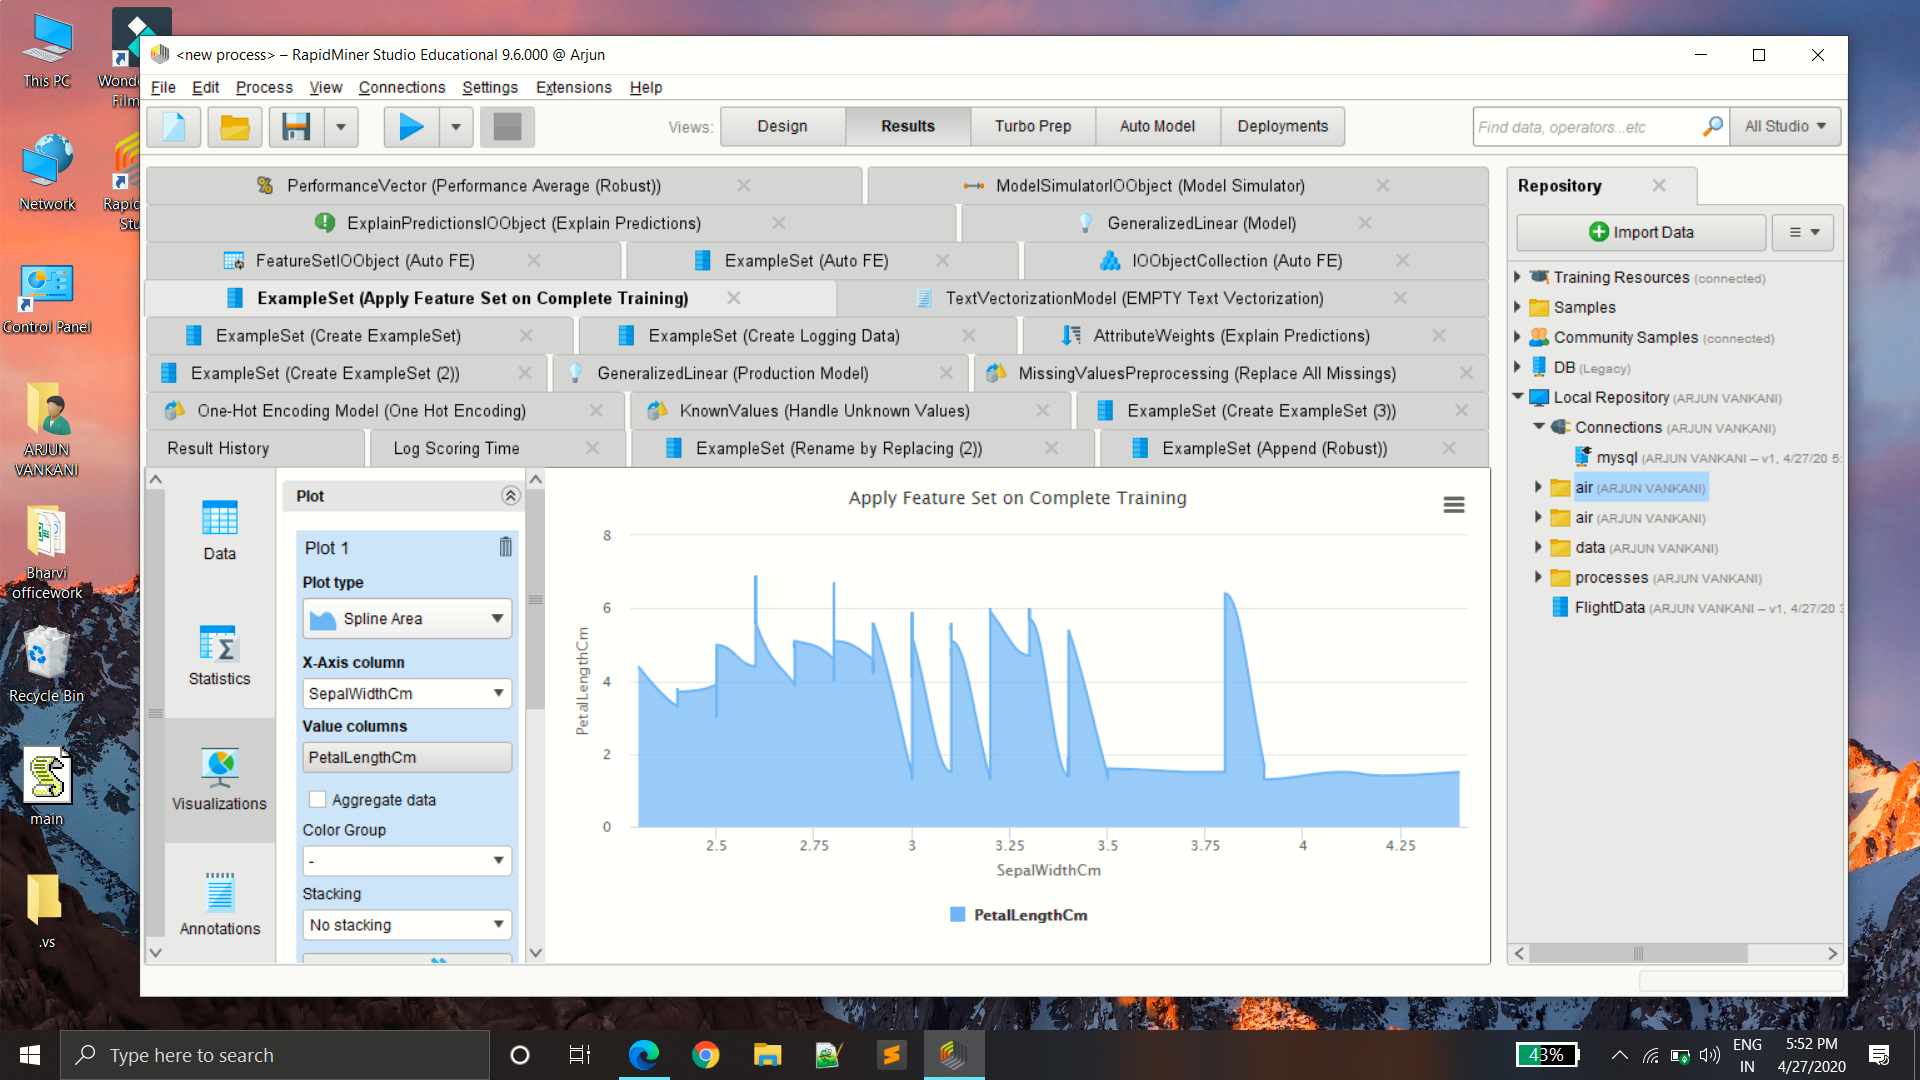 This PC
Wonde
Film
Network
Rapid
Stu
Control Panel
ARJUN
VANKANI
Bharvi
officework
Recycle Bin
main
.vs
<new process> – RapidMiner Studio Educational 9.6.000 @ Arjun
File Edit Process View Connections Settings Extensions Help
Views: Design Results Turbo Prep Auto Model Deployments
Find data, operators...etc All Studio
PerformanceVector (Performance Average (Robust)) ModelSimulatorIOObject (Model Simulator)
ExplainPredictionsIOObject (Explain Predictions) GeneralizedLinear (Model)
FeatureSetIOObject (Auto FE) ExampleSet (Auto FE) IOObjectCollection (Auto FE)
ExampleSet (Apply Feature Set on Complete Training) TextVectorizationModel (EMPTY Text Vectorization)
ExampleSet (Create ExampleSet) ExampleSet (Create Logging Data) AttributeWeights (Explain Predictions)
ExampleSet (Create ExampleSet (2)) GeneralizedLinear (Production Model) MissingValuesPreprocessing (Replace All Missings)
One-Hot Encoding Model (One Hot Encoding) KnownValues (Handle Unknown Values) ExampleSet (Create ExampleSet (3))
Result History Log Scoring Time ExampleSet (Rename by Replacing (2)) ExampleSet (Append (Robust))
Data
Statistics
Visualizations
Annotations
Plot
Plot 1
Plot type
Spline Area
X-Axis column
SepalWidthCm
Value columns
PetalLengthCm
Aggregate data
Color Group
-
Stacking
No stacking
Apply Feature Set on Complete Training
PetalLengthCm
8
6
4
2
0
2.5 2.75 3 3.25 3.5 3.75 4 4.25
SepalWidthCm
PetalLengthCm
Repository
Import Data
Training Resources (connected)
Samples
Community Samples (connected)
DB (Legacy)
Local Repository (ARJUN VANKANI)
Connections (ARJUN VANKANI)
mysql (ARJUN VANKANI – v1, 4/27/20 5:
air (ARJUN VANKANI)
air (ARJUN VANKANI)
data (ARJUN VANKANI)
processes (ARJUN VANKANI)
FlightData (ARJUN VANKANI – v1, 4/27/20 3
Type here to search
43%
ENG
IN
5:52 PM
4/27/2020